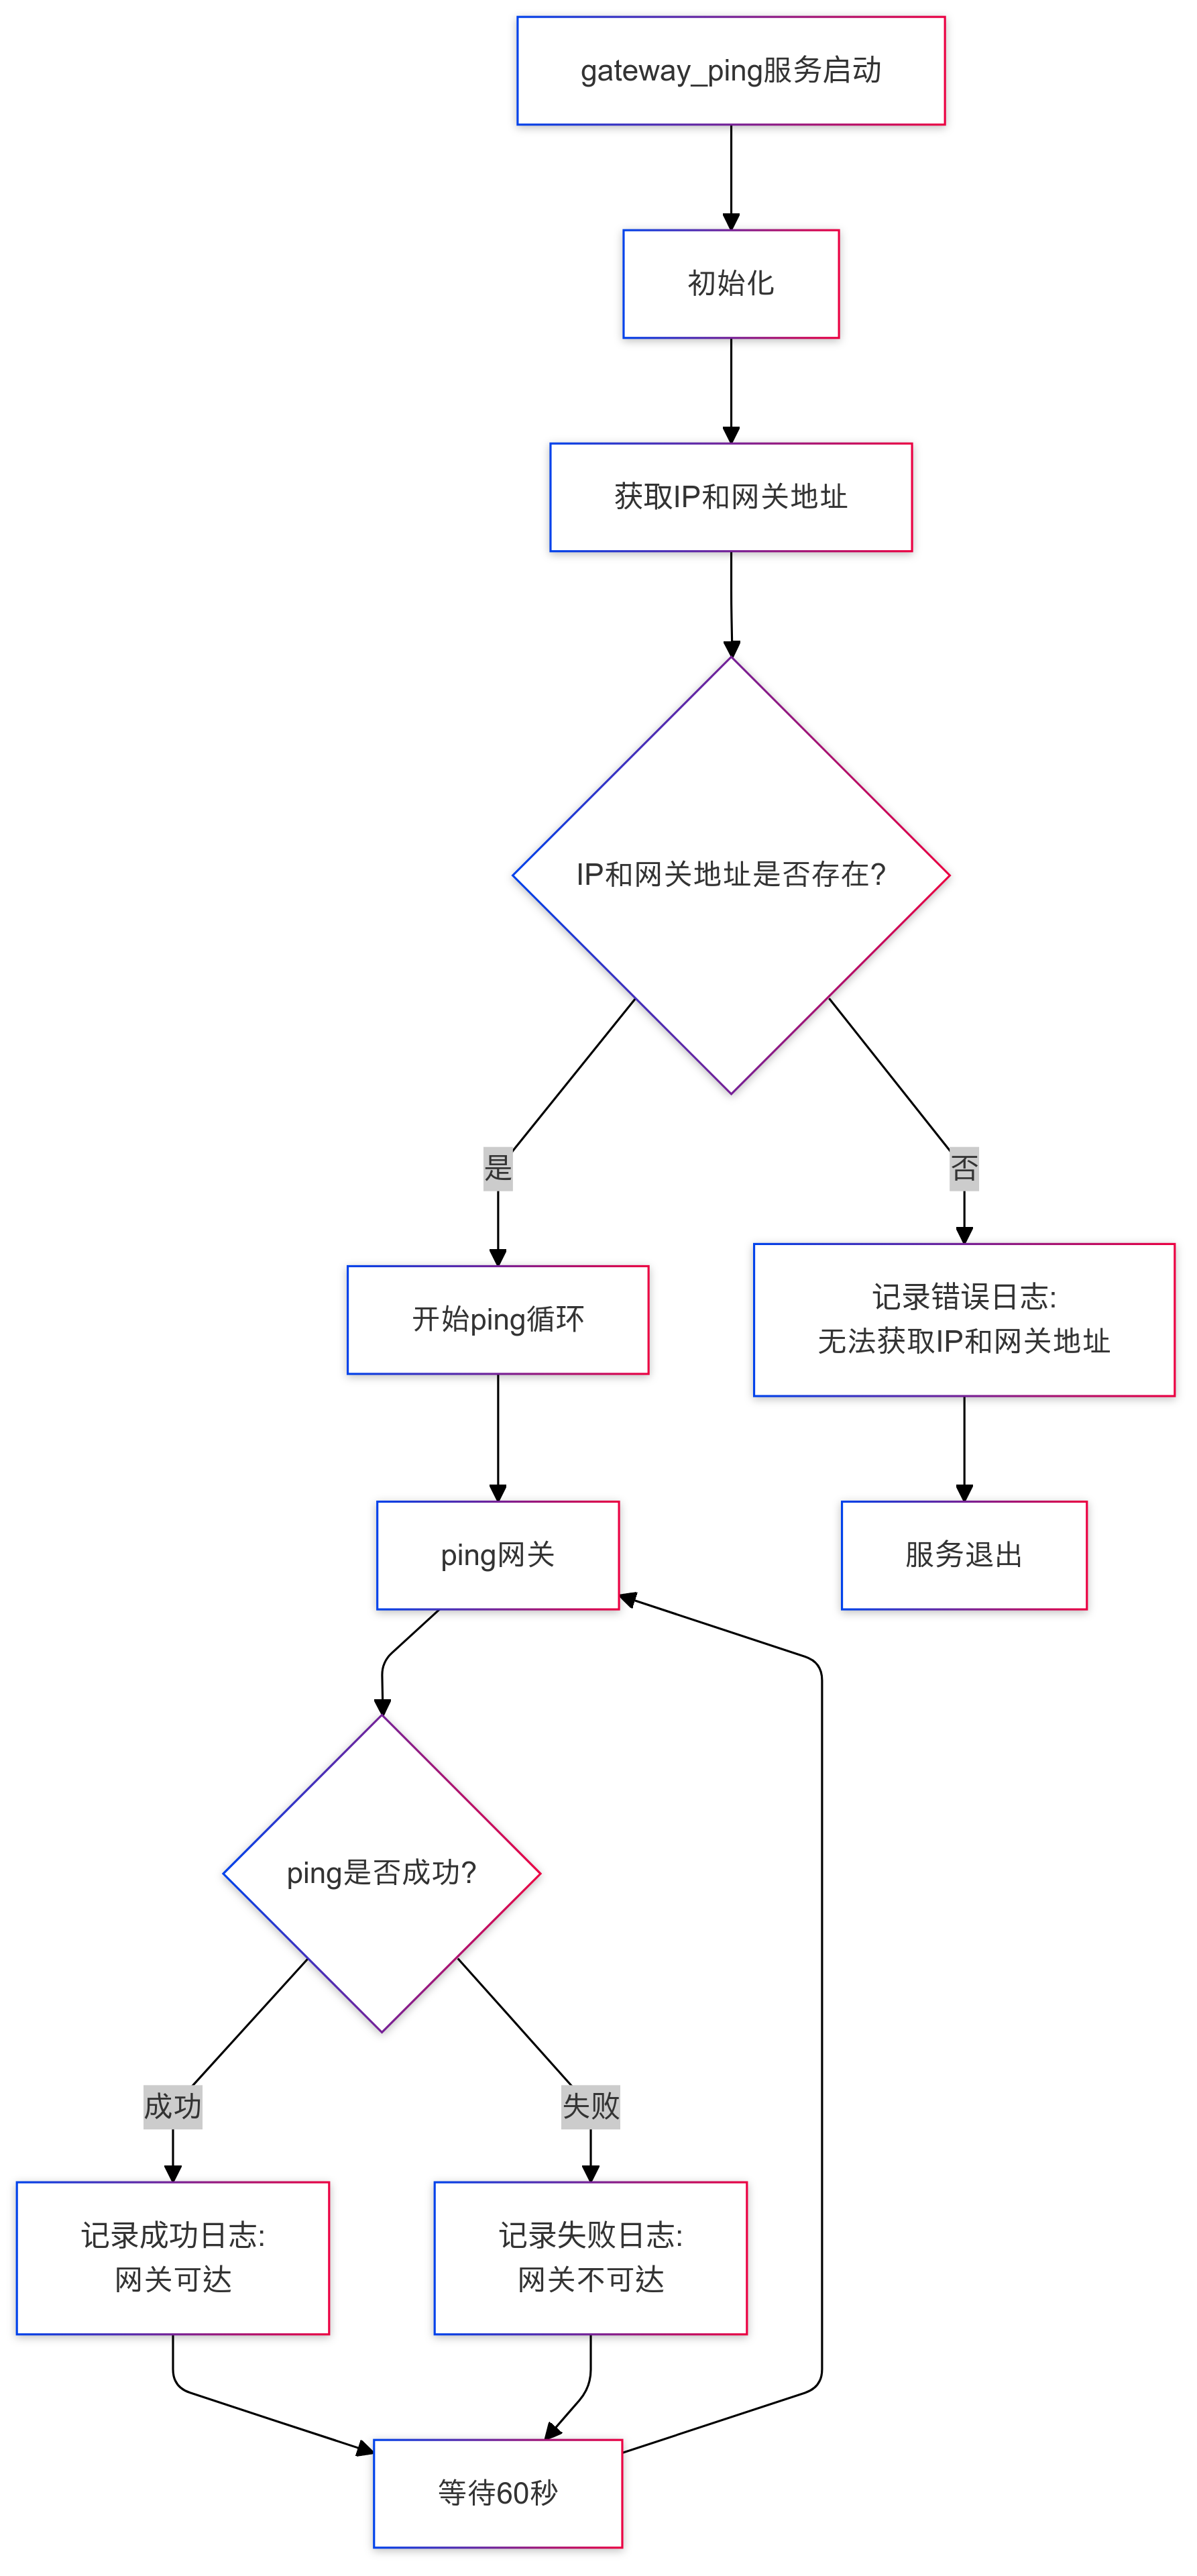 gateway_ping服务启动
初始化
获取IP和网关地址
IP和网关地址是否存在?
是
否
开始ping循环
记录错误日志:
无法获取IP和网关地址
ping网关
服务退出
ping是否成功?
成功
失败
记录成功日志:
网关可达
记录失败日志:
网关不可达
等待60秒